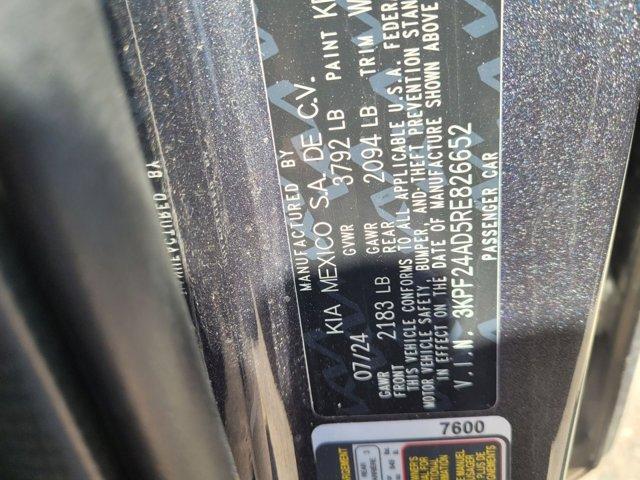 MANUFACTURED BY
KIA MEXICO S.A. DE C.V.
07/24 GVWR 3792 LB PAINT
GAWR FRONT 2183 LB GAWR REAR 2094 LB TRIM
THIS VEHICLE CONFORMS TO ALL APPLICABLE U.S.A. FEDER
MOTOR VEHICLE SAFETY, BUMPER, AND THEFT PREVENTION STAN
IN EFFECT ON THE DATE OF MANUFACTURE SHOWN ABOVE
V.I.N. 3KPF24AD5RE826652
PASSENGER CAR
7600